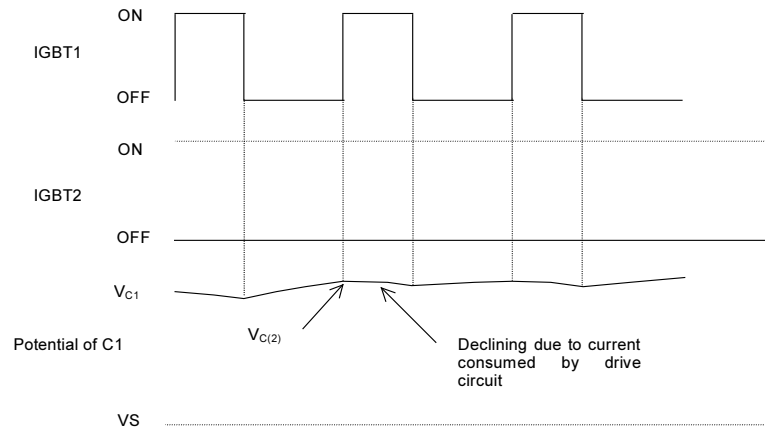 ON
IGBT1
OFF
ON
IGBT2
OFF
VC1
VC(2)
Potential of C1
Declining due to current
consumed by drive
circuit
VS